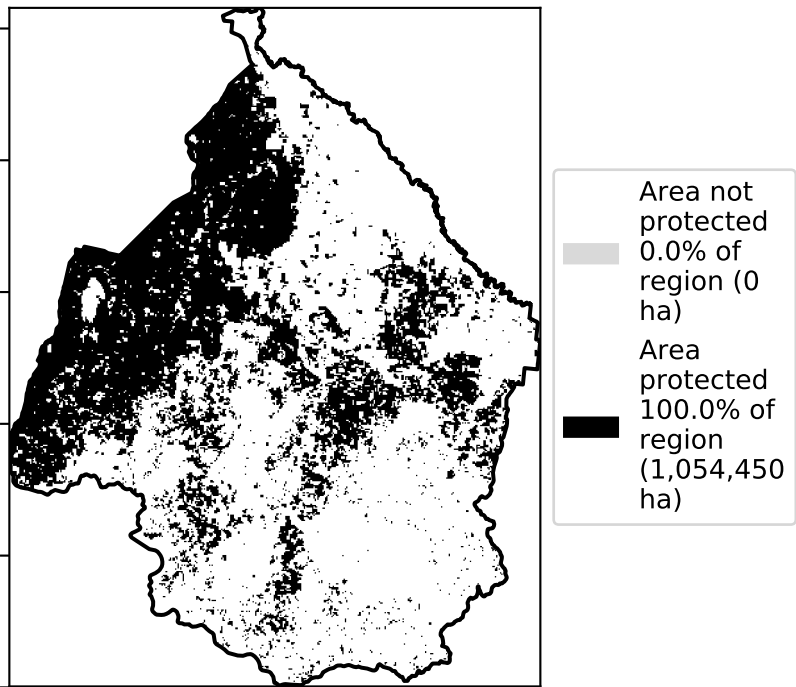 Area not
protected
0.0% of
region (0
ha)
Area
protected
100.0% of
region
(1,054,450
ha)